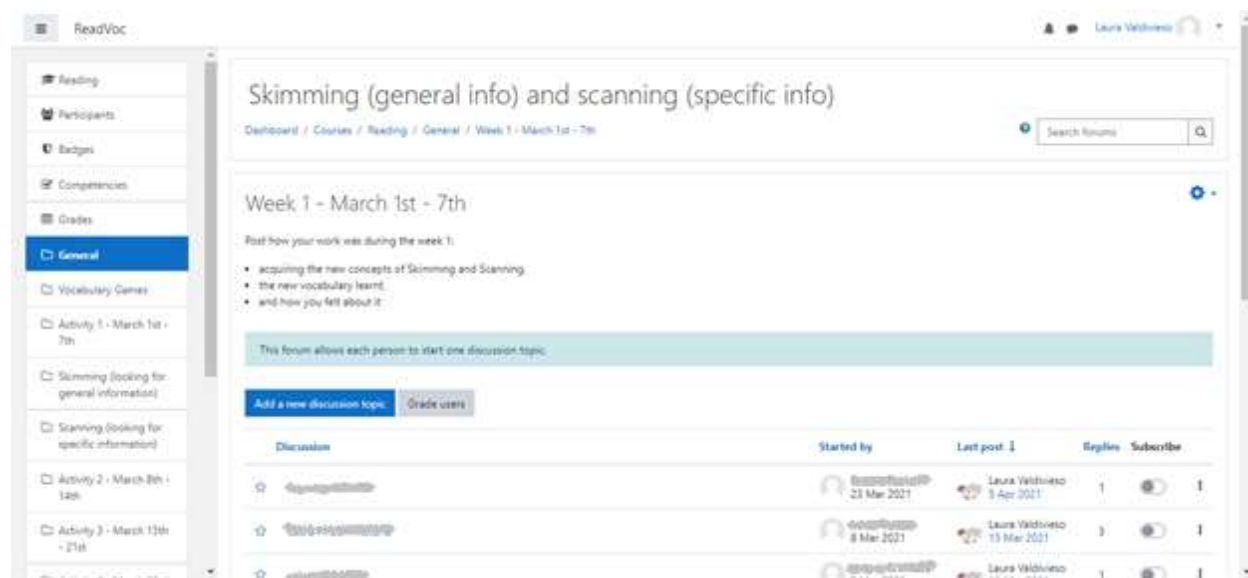 ReadVoc
Laura Valdivieso
Reading
Participants
Badges
Competencies
Grades
General
Vocabulary Games
Activity 1 - March 1st -
7th
Skimming (looking for
general information)
Scanning (looking for
specific information)
Activity 2 - March 8th -
14th
Activity 3 - March 15th
- 21st
Skimming (general info) and scanning (specific info)
Dashboard / Courses / Reading / General / Week 1 - March 1st - 7th
Search forums
Week 1 - March 1st - 7th
Post how your work was during the week 1:
acquiring the new concepts of Skimming and Scanning.
the new vocabulary learnt.
and how you felt about it
This forum allows each person to start one discussion topic.
Add a new discussion topic Grade users
Discussion Started by Last post Replies Subscribe
23 Mar 2021 Laura Valdivieso 5 Apr 2021 1
8 Mar 2021 Laura Valdivieso 15 Mar 2021 3
Laura Valdivieso 1